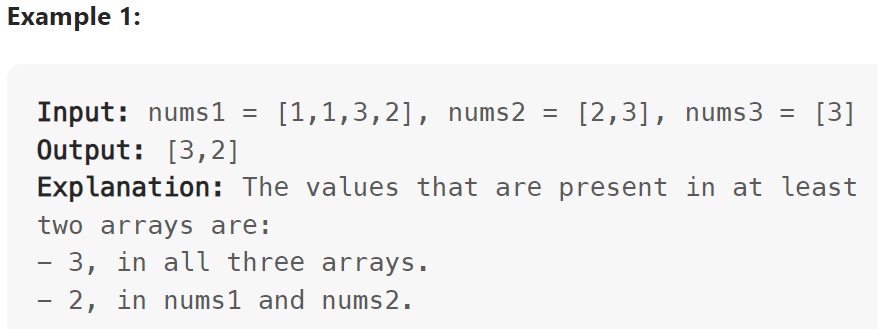 Example 1:
Input: nums1 = [1,1,3,2], nums2 = [2,3], nums3 = [3]
Output: [3,2]
Explanation: The values that are present in at least
two arrays are:
- 3, in all three arrays.
- 2, in nums1 and nums2.